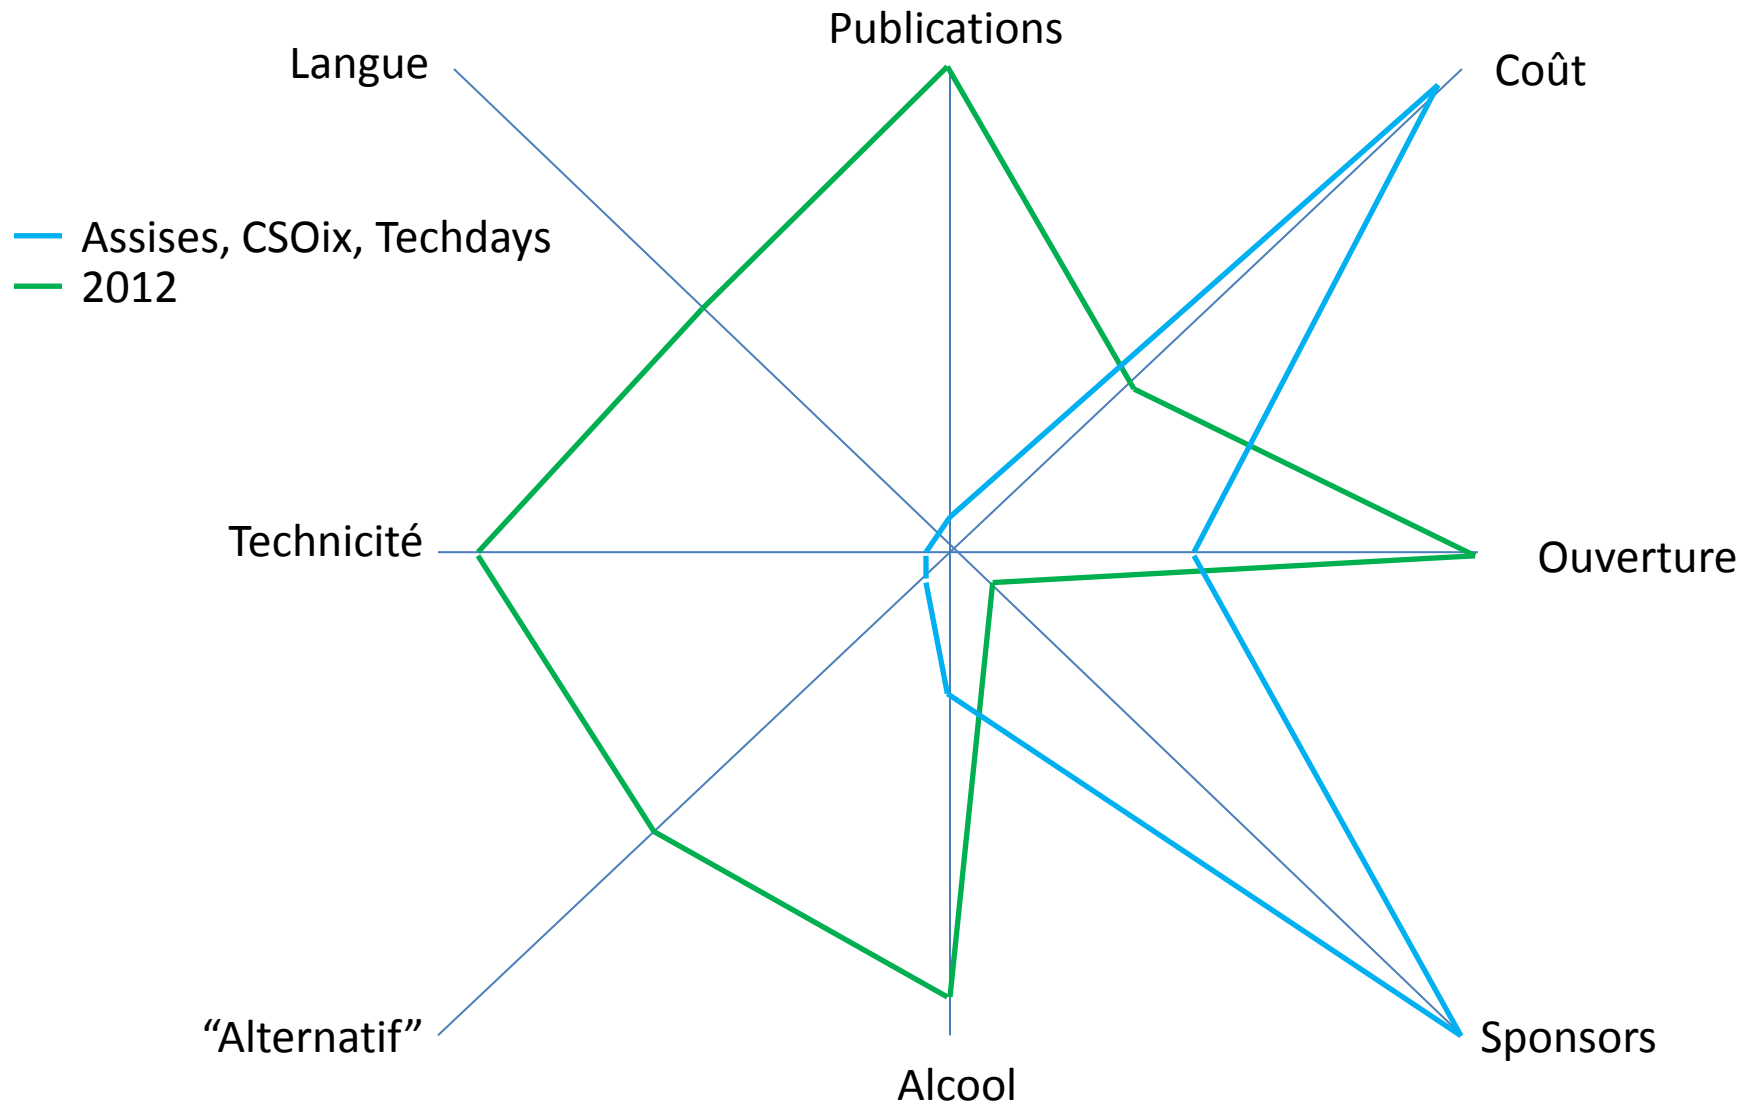 Publications
Langue
Coût
Assises, CSOix, Techdays
2012
Technicité
Ouverture
“Alternatif”
Sponsors
Alcool